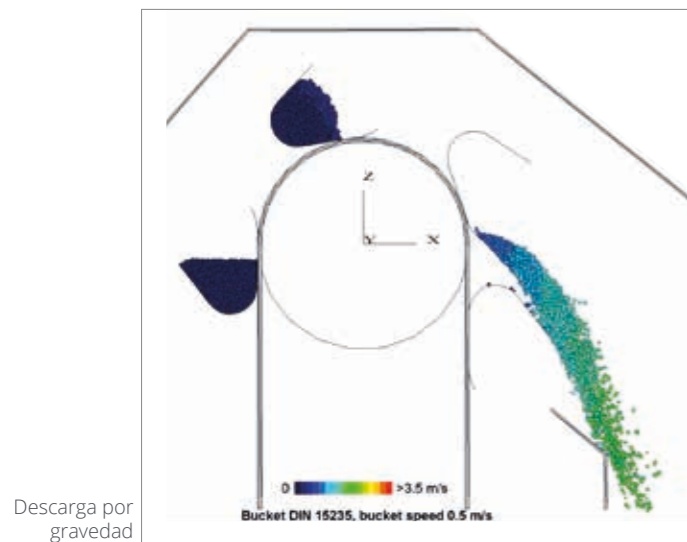 Z
Y X
0 >3.5 m/s
Bucket DIN 15235, bucket speed 0.5 m/s
Descarga por
gravedad